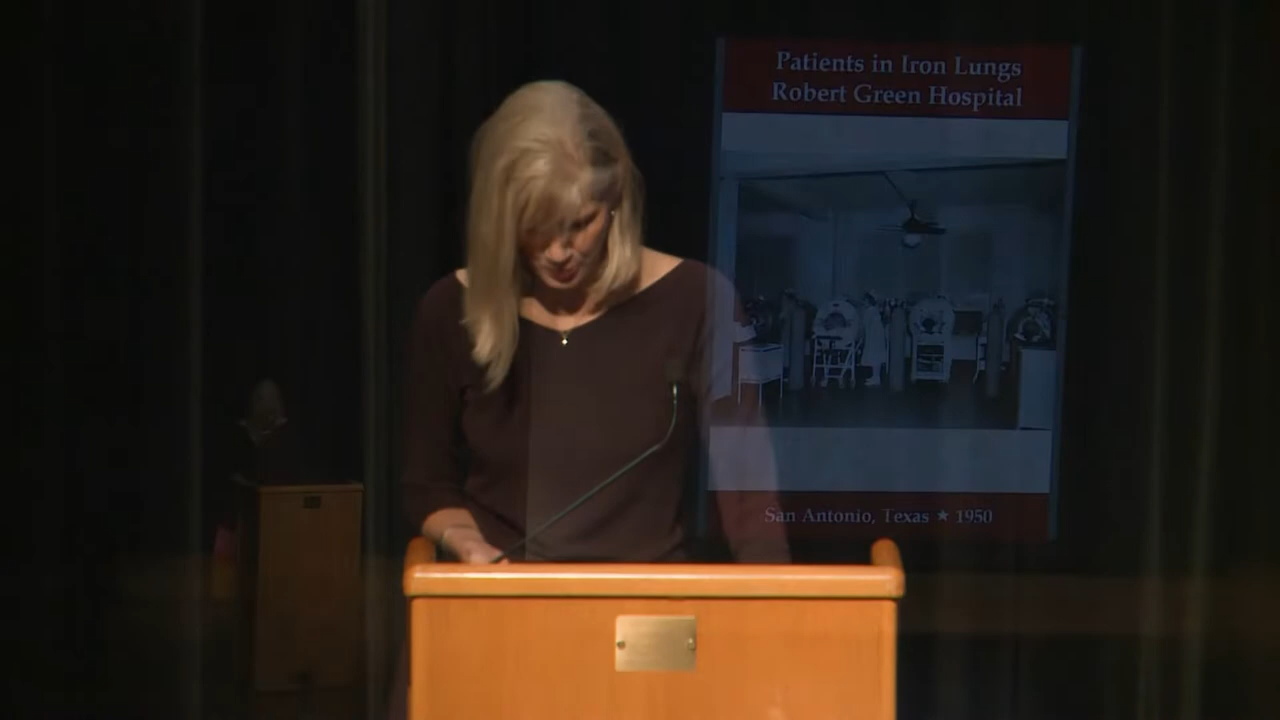 Patients in Iron Lungs
Robert Green Hospital
San Antonio, Texas ★ 1950